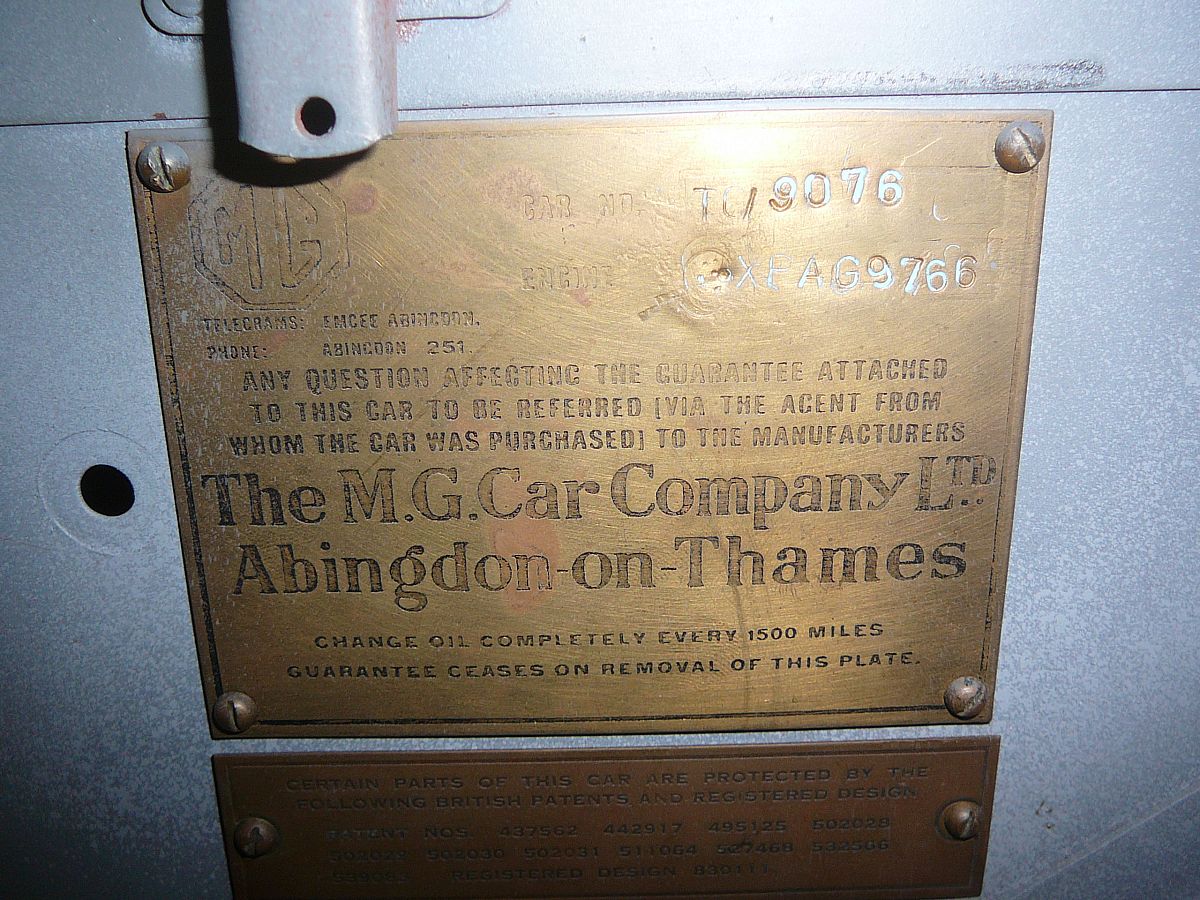 MG
CAR NO. TC/9076
ENGINE XPAG9766
TELEGRAMS: EMCEE ABINGDON.
PHONE: ABINGDON 251.
ANY QUESTION AFFECTING THE GUARANTEE ATTACHED
TO THIS CAR TO BE REFERRED [VIA THE AGENT FROM
WHOM THE CAR WAS PURCHASED] TO THE MANUFACTURERS
The M.G. Car Company LTD.
Abingdon-on-Thames
CHANGE OIL COMPLETELY EVERY 1500 MILES
GUARANTEE CEASES ON REMOVAL OF THIS PLATE.
CERTAIN PARTS OF THIS CAR ARE PROTECTED BY THE
FOLLOWING BRITISH PATENTS AND REGISTERED DESIGN
PATENT NOS. 437562 442917 495125 502028
502029 502030 502031 511064 527468 532566
REGISTERED DESIGN 830111.